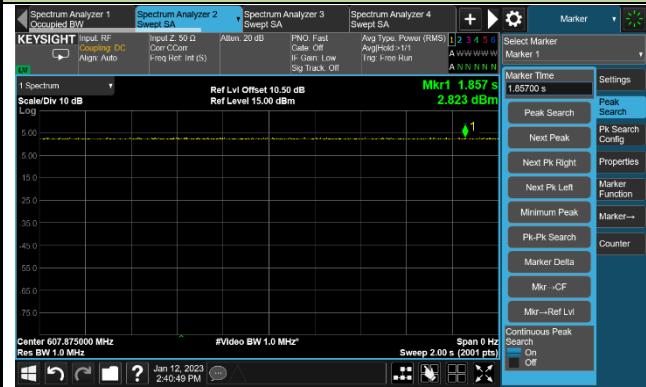 Spectrum Analyzer 1
Occupied BW
Spectrum Analyzer 2
Swept SA
Spectrum Analyzer 3
Swept SA
Spectrum Analyzer 4
Swept SA
Marker
KEYSIGHT
Input: RF
Coupling: DC
Align: Auto
Input Z: 50 Ω
Corr CCorr
Freq Ref: Int (S)
Atten: 20 dB
PNO: Fast
Gate: Off
IF Gain: Low
Sig Track: Off
Avg Type: Power (RMS)
Avg|Hold:>1/1
Trig: Free Run
1 2 3 4 5 6
A W W W W W
A N N N N N
Select Marker
Marker 1
1 Spectrum
Scale/Div 10 dB
Log
Ref Lvl Offset 10.50 dB
Ref Level 15.00 dBm
Mkr1 1.857 s
2.823 dBm
1
5.00
-5.00
-15.0
-25.0
-35.0
-45.0
-55.0
-65.0
-75.0
Center 607.875000 MHz
Res BW 1.0 MHz
#Video BW 1.0 MHz*
Span 0 Hz
Sweep 2.00 s (2001 pts)
Marker Time
1.85700 s
Peak Search
Next Peak
Next Pk Right
Next Pk Left
Minimum Peak
Pk-Pk Search
Marker Delta
Mkr→CF
Mkr→Ref Lvl
Continuous Peak
Search
On
Off
Settings
Peak
Search
Pk Search
Config
Properties
Marker
Function
Marker→
Counter
Jan 12, 2023
2:40:49 PM